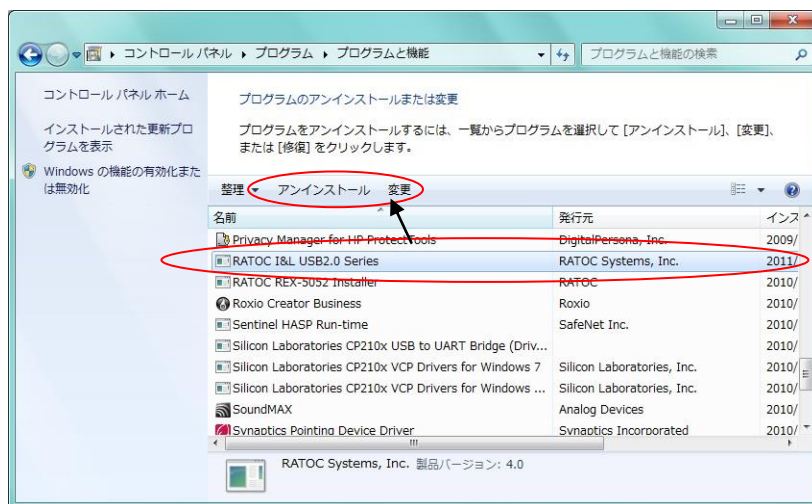 コントロール パネル ▸ プログラム ▸ プログラムと機能
プログラムと機能の検索
コントロール パネル ホーム
インストールされた更新プログラムを表示
Windows の機能の有効化または無効化
プログラムのアンインストールまたは変更
プログラムをアンインストールするには、一覧からプログラムを選択して [アンインストール]、[変更]、
または [修復] をクリックします。
整理 アンインストール 変更
名前 発行元 インス
Privacy Manager for HP ProtectTools DigitalPersona, Inc. 2009/
RATOC I&L USB2.0 Series RATOC Systems, Inc. 2011/
RATOC REX-5052 Installer RATOC 2010/
Roxio Creator Business Roxio 2010/
Sentinel HASP Run-time SafeNet Inc. 2010/
Silicon Laboratories CP210x USB to UART Bridge (Driv... 2010/
Silicon Laboratories CP210x VCP Drivers for Windows 7 Silicon Laboratories, Inc. 2010/
Silicon Laboratories CP210x VCP Drivers for Windows ... Silicon Laboratories, Inc. 2010/
SoundMAX Analog Devices 2010/
Synaptics Pointing Device Driver Synaptics Incorporated 2010/
RATOC Systems, Inc. 製品バージョン: 4.0